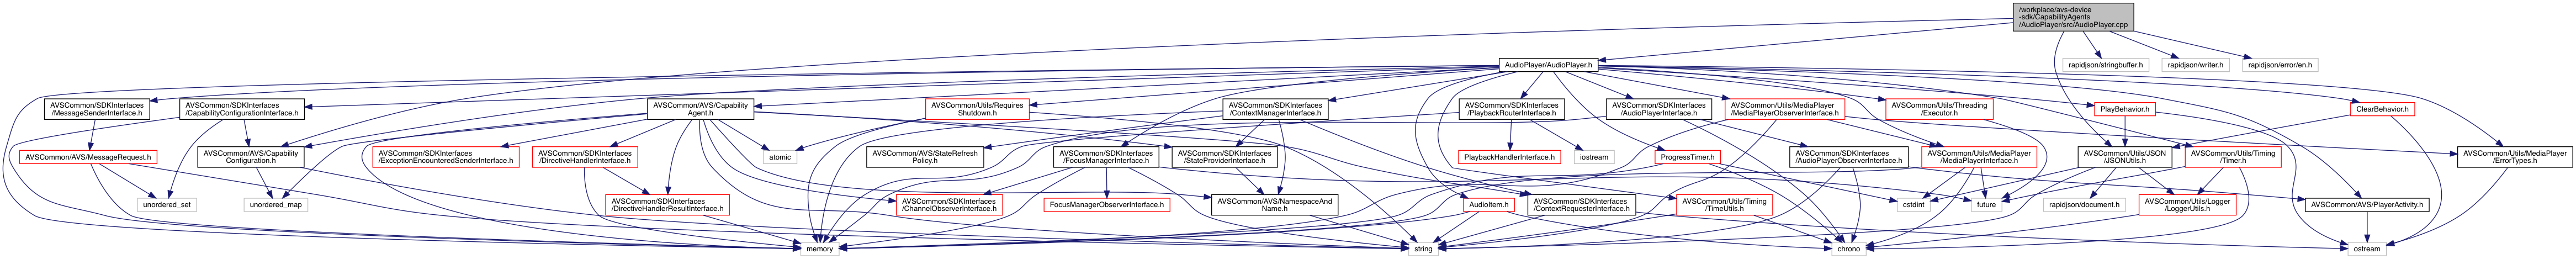 /workplace/avs-device
-sdk/CapabilityAgents
/AudioPlayer/src/AudioPlayer.cpp
AudioPlayer/AudioPlayer.h
rapidjson/stringbuffer.h
rapidjson/writer.h
rapidjson/error/en.h
AVSCommon/SDKInterfaces
/MessageSenderInterface.h
AVSCommon/SDKInterfaces
/CapabilityConfigurationInterface.h
AVSCommon/AVS/Capability
Agent.h
AVSCommon/Utils/Requires
Shutdown.h
AVSCommon/SDKInterfaces
/ContextManagerInterface.h
AVSCommon/SDKInterfaces
/PlaybackRouterInterface.h
AVSCommon/SDKInterfaces
/AudioPlayerInterface.h
AVSCommon/Utils/MediaPlayer
/MediaPlayerObserverInterface.h
AVSCommon/Utils/Threading
/Executor.h
PlayBehavior.h
ClearBehavior.h
AVSCommon/AVS/MessageRequest.h
AVSCommon/AVS/Capability
Configuration.h
AVSCommon/SDKInterfaces
/ExceptionEncounteredSenderInterface.h
AVSCommon/SDKInterfaces
/DirectiveHandlerInterface.h
atomic
AVSCommon/AVS/StateRefresh
Policy.h
AVSCommon/SDKInterfaces
/FocusManagerInterface.h
AVSCommon/SDKInterfaces
/StateProviderInterface.h
PlaybackHandlerInterface.h
iostream
ProgressTimer.h
AVSCommon/SDKInterfaces
/AudioPlayerObserverInterface.h
AVSCommon/Utils/MediaPlayer
/MediaPlayerInterface.h
AVSCommon/Utils/JSON
/JSONUtils.h
AVSCommon/Utils/Timing
/Timer.h
AVSCommon/Utils/MediaPlayer
/ErrorTypes.h
unordered_set
unordered_map
AVSCommon/SDKInterfaces
/DirectiveHandlerResultInterface.h
AVSCommon/SDKInterfaces
/ChannelObserverInterface.h
FocusManagerObserverInterface.h
AVSCommon/AVS/NamespaceAnd
Name.h
AudioItem.h
AVSCommon/SDKInterfaces
/ContextRequesterInterface.h
AVSCommon/Utils/Timing
/TimeUtils.h
cstdint
future
rapidjson/document.h
AVSCommon/Utils/Logger
/LoggerUtils.h
AVSCommon/AVS/PlayerActivity.h
memory
string
chrono
ostream